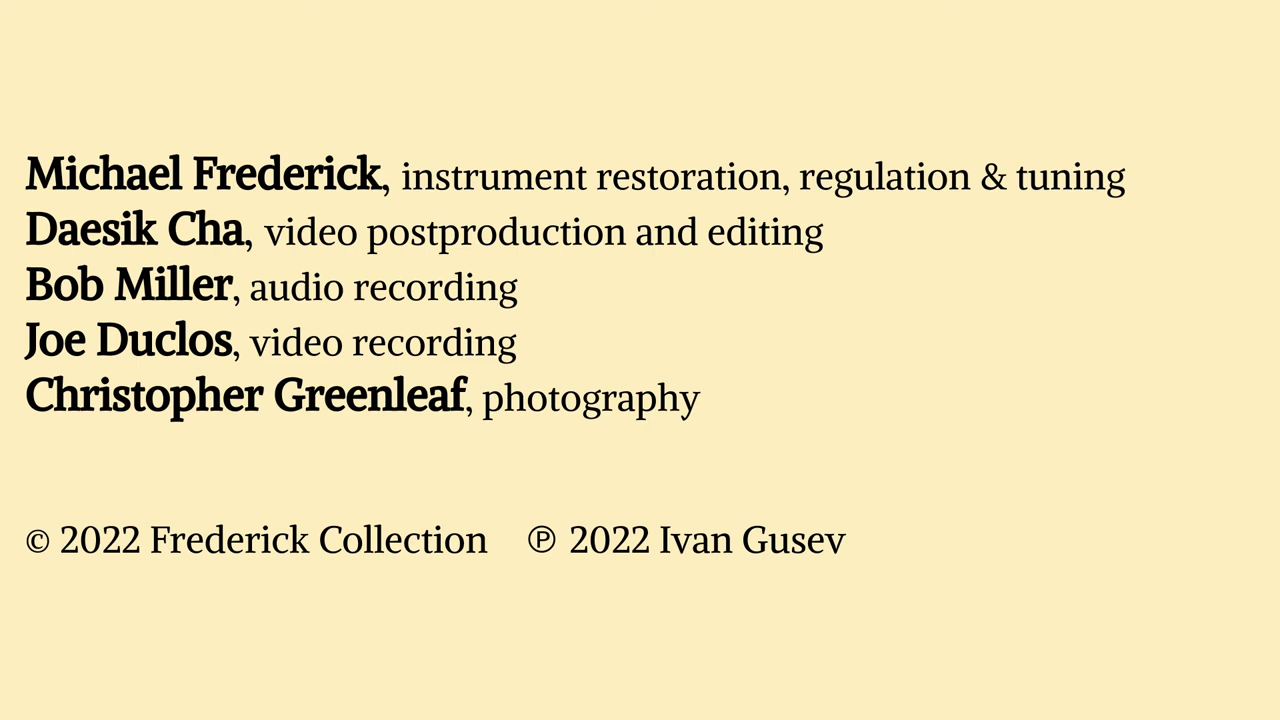 Michael Frederick, instrument restoration, regulation & tuning
Daesik Cha, video postproduction and editing
Bob Miller, audio recording
Joe Duclos, video recording
Christopher Greenleaf, photography
© 2022 Frederick Collection ℗ 2022 Ivan Gusev